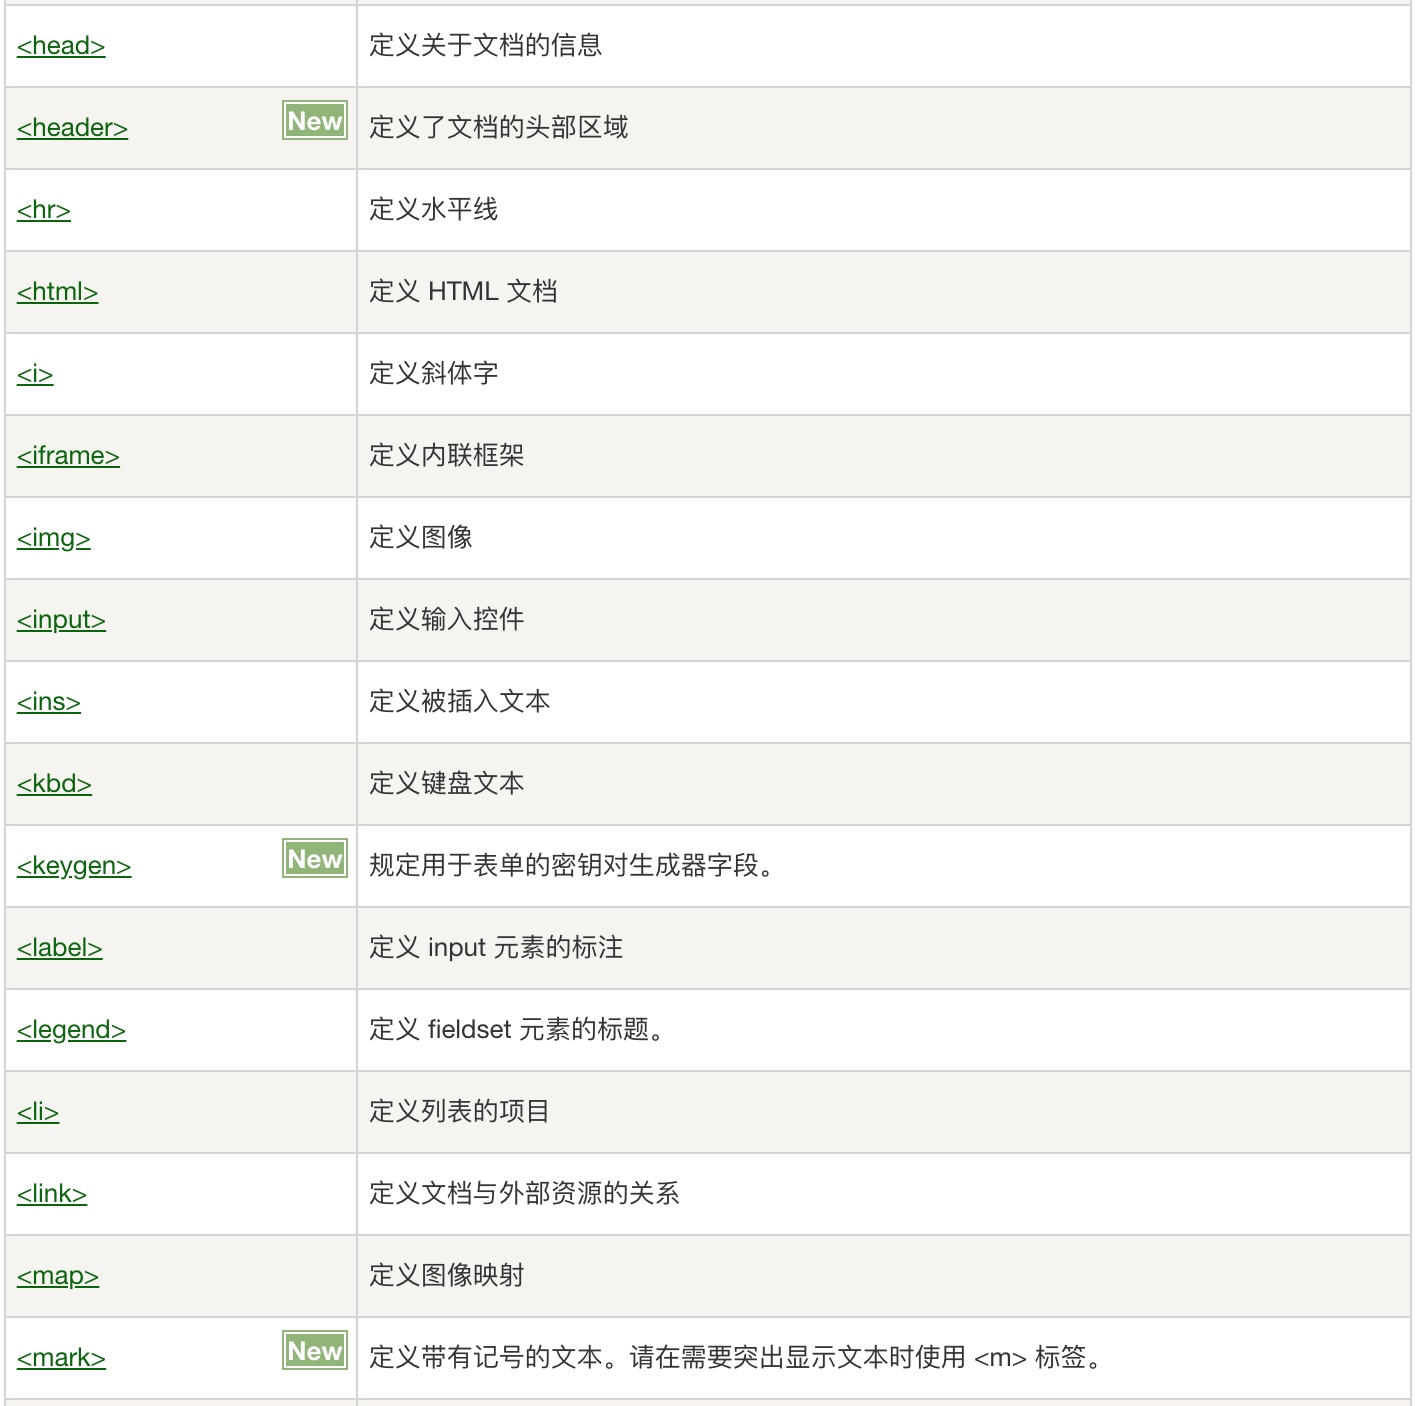 <head> 定义关于文档的信息
<header> New 定义了文档的头部区域
<hr> 定义水平线
<html> 定义 HTML 文档
<i> 定义斜体字
<iframe> 定义内联框架
<img> 定义图像
<input> 定义输入控件
<ins> 定义被插入文本
<kbd> 定义键盘文本
<keygen> New 规定用于表单的密钥对生成器字段。
<label> 定义 input 元素的标注
<legend> 定义 fieldset 元素的标题。
<li> 定义列表的项目
<link> 定义文档与外部资源的关系
<map> 定义图像映射
<mark> New 定义带有记号的文本。请在需要突出显示文本时使用 <m> 标签。